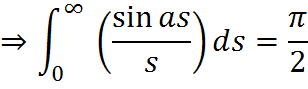 ⇒ ∫₀^∞ (sin as / s) ds = π/2